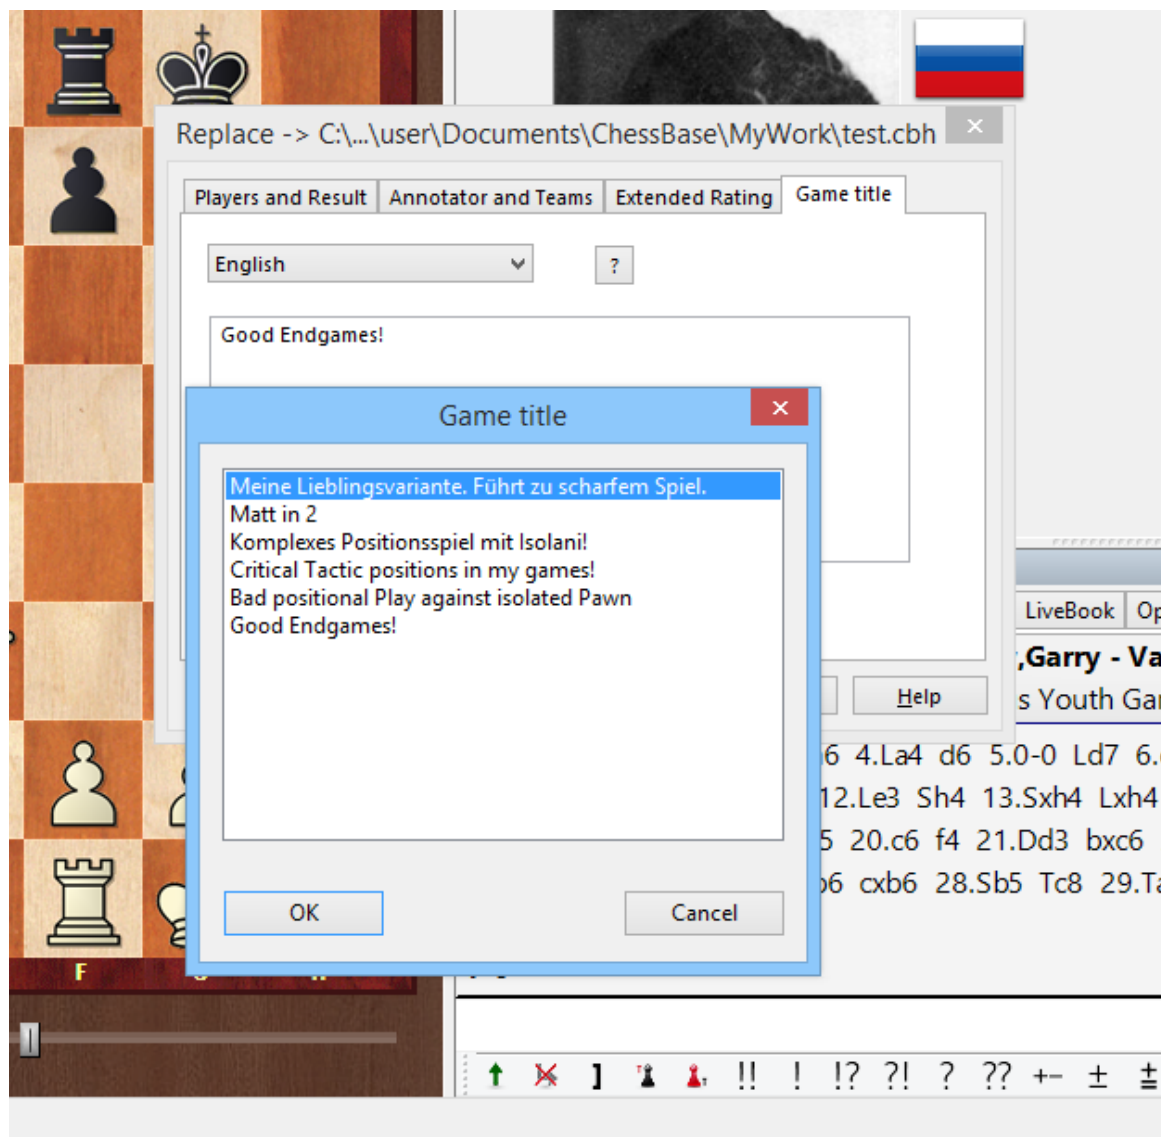 Replace -> C:\...\user\Documents\ChessBase\MyWork\test.cbh
Players and Result
Annotator and Teams
Extended Rating
Game title
English
?
Good Endgames!
Game title
Meine Lieblingsvariante. Führt zu scharfem Spiel.
Matt in 2
Komplexes Positionsspiel mit Isolani!
Critical Tactic positions in my games!
Bad positional Play against isolated Pawn
Good Endgames!
OK
Cancel
Help
LiveBook
Op
,Garry - Va
s Youth Gar
6 4.La4 d6 5.0-0 Ld7 6.
12.Le3 Sh4 13.Sxh4 Lxh4
5 20.c6 f4 21.Dd3 bxc6
b6 cxb6 28.Sb5 Tc8 29.Ta
F
] !! ! !? ?! ? ?? +− ±